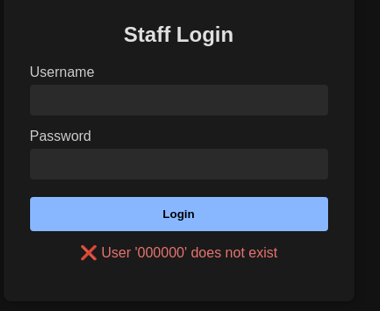 Staff Login
Username
Password
Login
❌ User '000000' does not exist